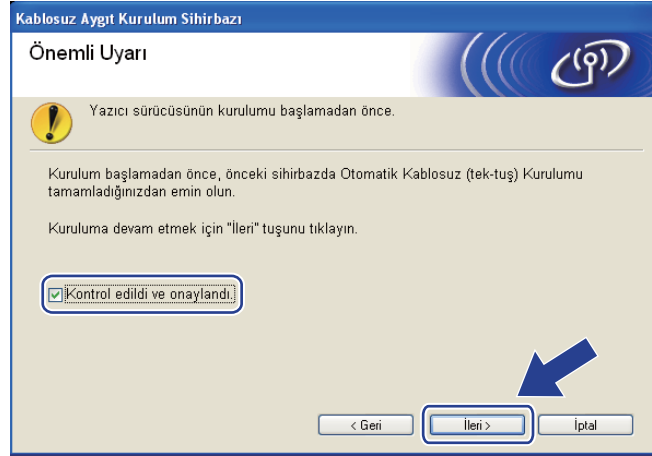 Kablosuz Aygıt Kurulum Sihirbazı
Önemli Uyarı
Yazıcı sürücüsünün kurulumu başlamadan önce.
Kurulum başlamadan önce, önceki sihirbazda Otomatik Kablosuz (tek-tuş) Kurulumu
tamamladığınızdan emin olun.
Kuruluma devam etmek için "İleri" tuşunu tıklayın.
Kontrol edildi ve onaylandı.
< Geri İleri > İptal